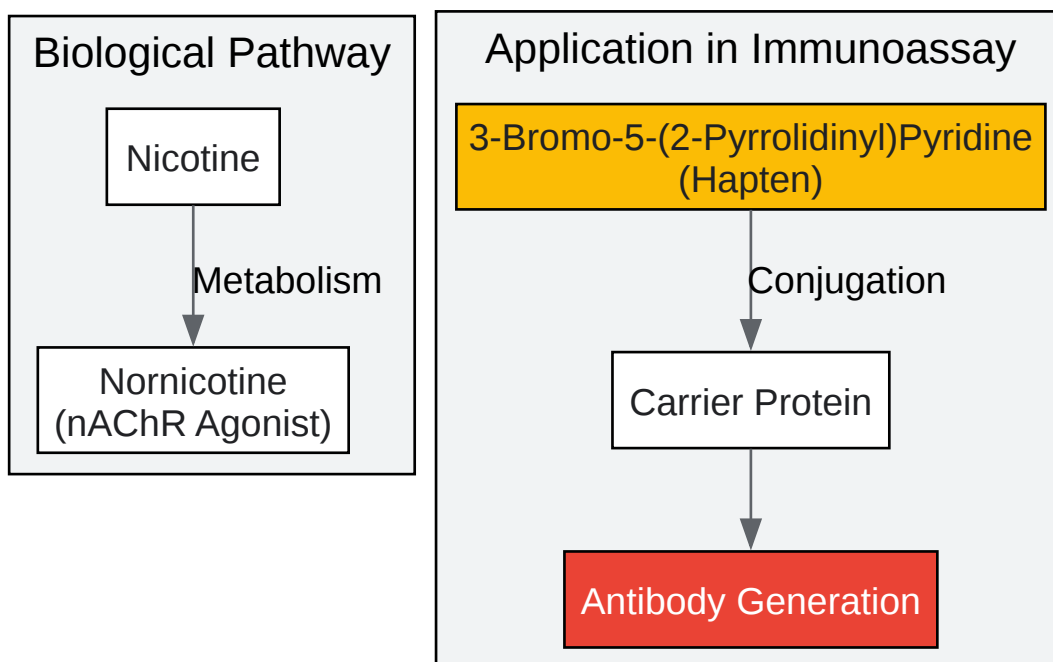 Biological Pathway
Nicotine
Metabolism
Nornicotine
(nAChR Agonist)
Application in Immunoassay
3-Bromo-5-(2-Pyrrolidinyl)Pyridine
(Hapten)
Conjugation
Carrier Protein
Antibody Generation